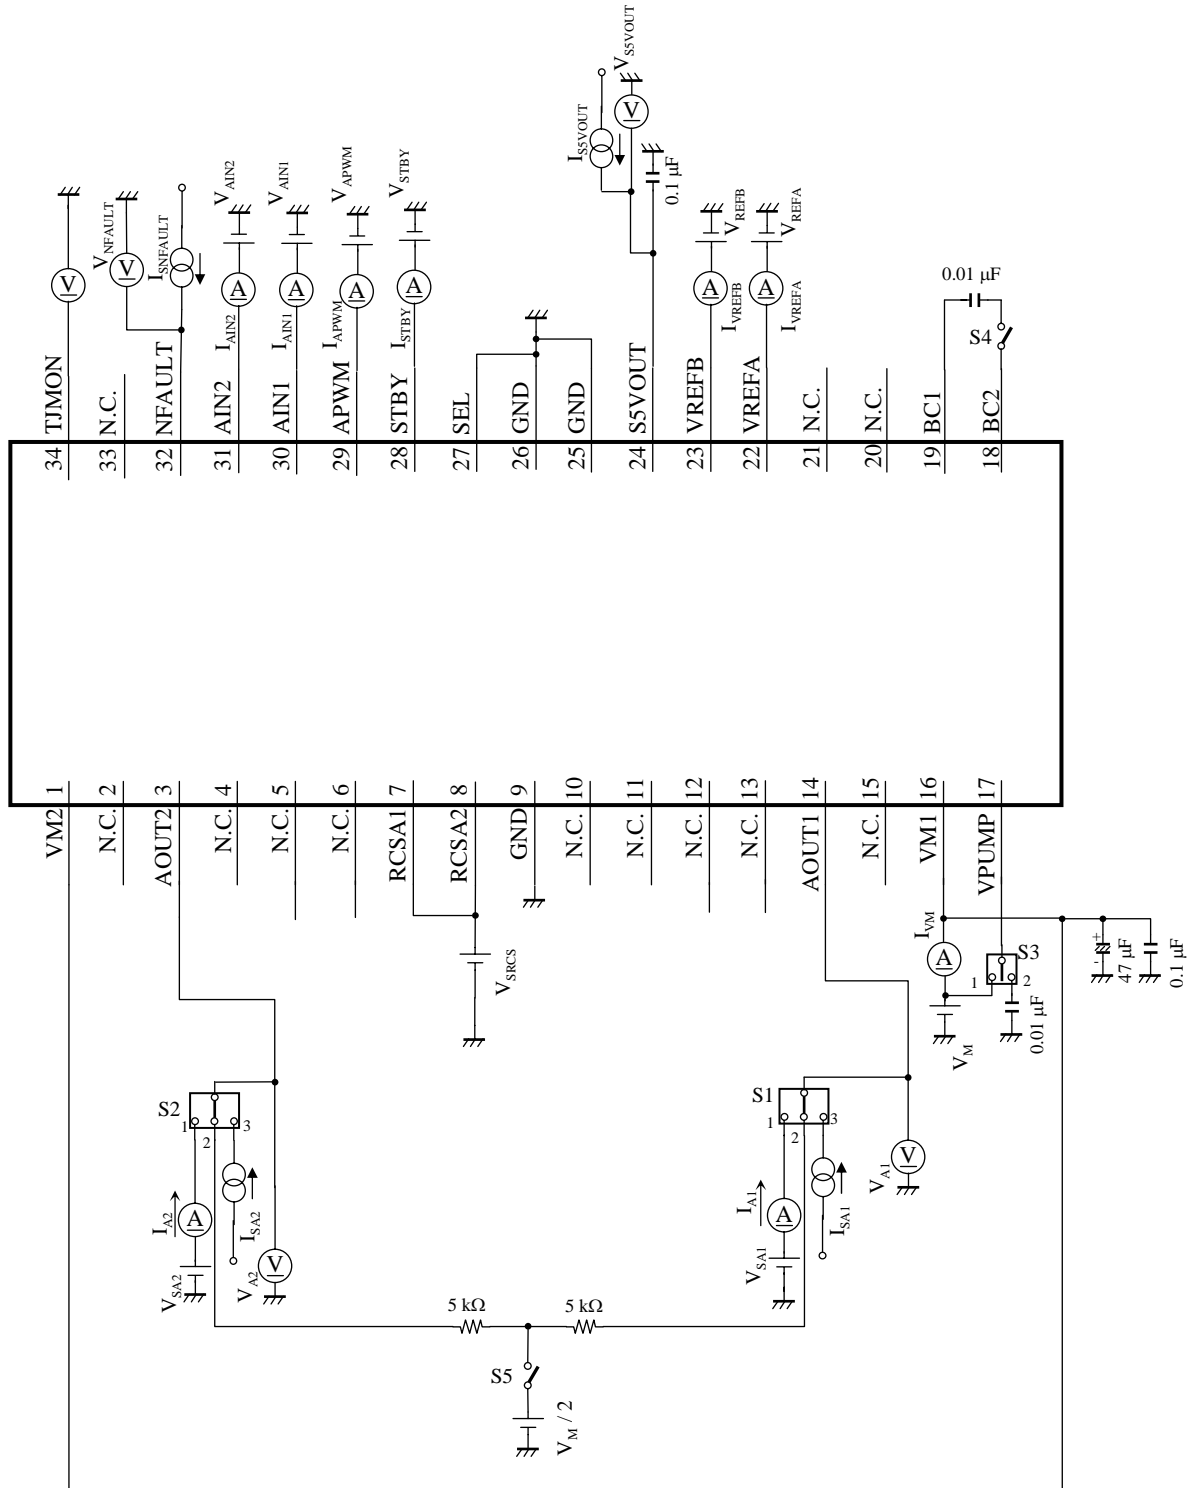 V_S5VOUT
I_S5VOUT
0.1 µF
V_NFAULT
I_SNFAULT
V_AIN2
V_AIN1
V_APWM
V_STBY
V_REFB
V_REFA
I_AIN2
I_AIN1
I_APWM
I_STBY
I_VREFB
I_VREFA
0.01 µF
S4
V
V
A
A
A
A
V
A
A
TJMON
N.C.
NFAULT
AIN2
AIN1
APWM
STBY
SEL
GND
GND
S5VOUT
VREFB
VREFA
N.C.
N.C.
BC1
BC2
34
33
32
31
30
29
28
27
26
25
24
23
22
21
20
19
18
1
2
3
4
5
6
7
8
9
10
11
12
13
14
15
16
17
VM2
N.C.
AOUT2
N.C.
N.C.
N.C.
RCSA1
RCSA2
GND
N.C.
N.C.
N.C.
N.C.
AOUT1
N.C.
VM1
VPUMP
V_SRCS
I_VM
A
S3
1
2
V_M
0.01 µF
+
-
47 µF
0.1 µF
S2
1
2
3
I_A2
A
I_SA2
V_SA2
V_A2
V
S1
1
2
3
I_A1
A
I_SA1
V_SA1
V_A1
V
5 kΩ
5 kΩ
S5
V_M / 2